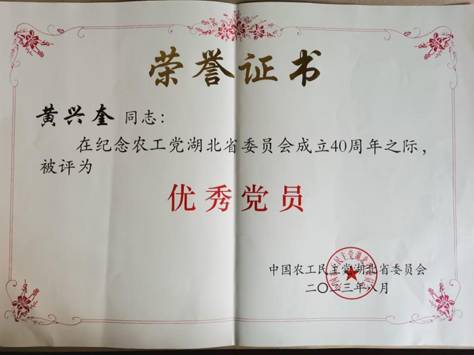 荣誉证书
黄兴奎 同志：
在纪念农工党湖北省委员会成立40周年之际，
被评为
优秀党员
中国农工民主党湖北省委员会
二〇二三年八月